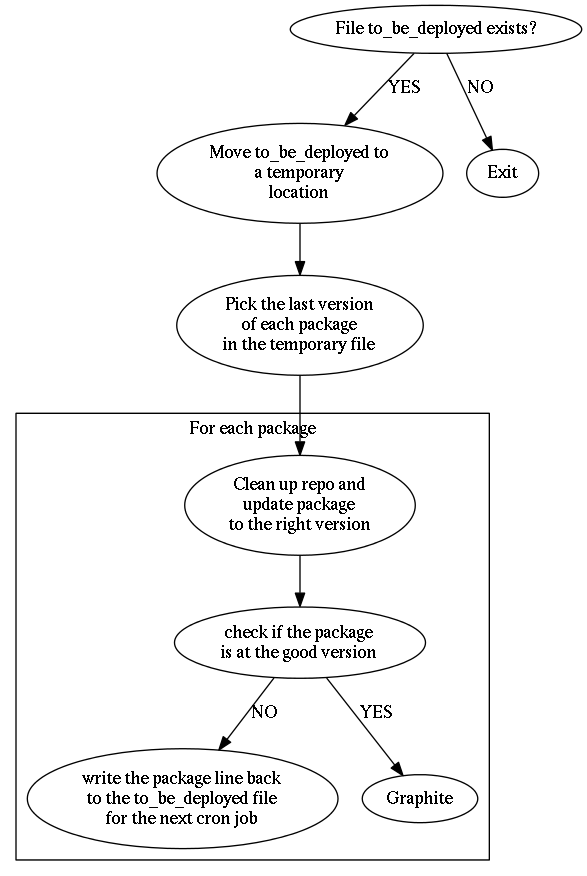 File to_be_deployed exists?
YES
NO
Move to_be_deployed to
a temporary
location
Exit
Pick the last version
of each package
in the temporary file
For each package
Clean up repo and
update package
to the right version
check if the package
is at the good version
NO
YES
write the package line back
to the to_be_deployed file
for the next cron job
Graphite